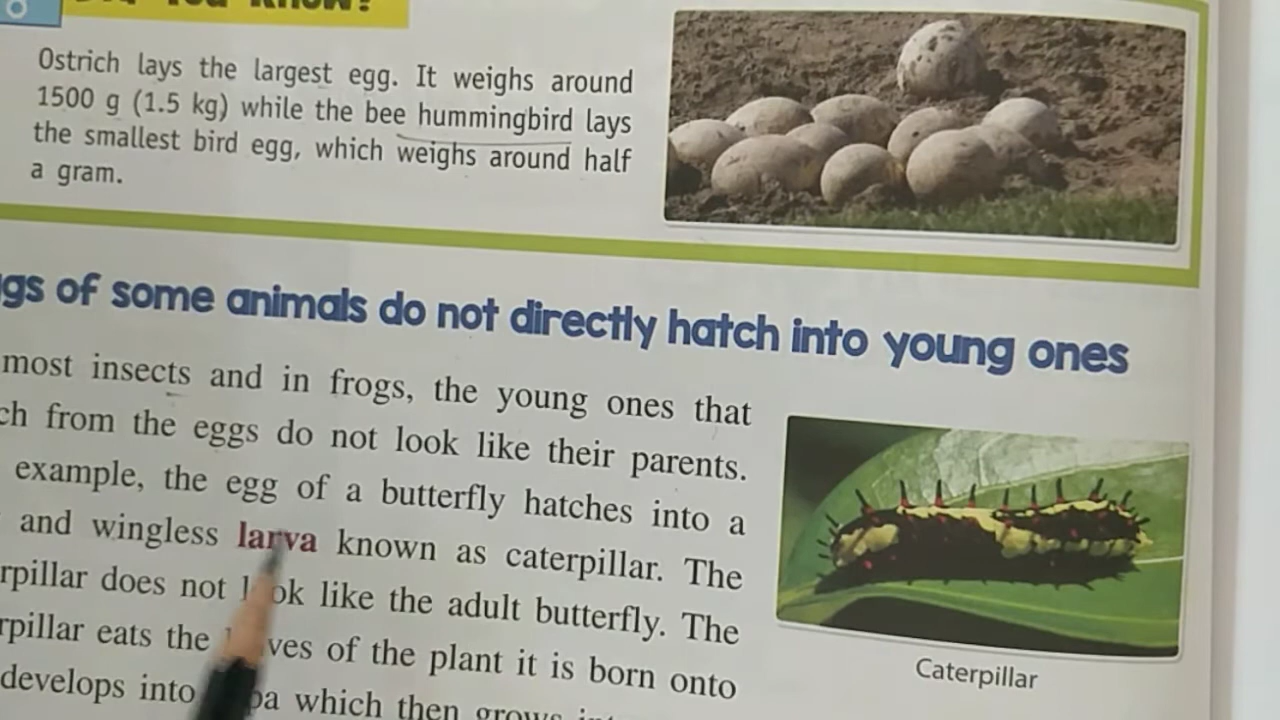 You Know?
Ostrich lays the largest egg. It weighs around
1500 g (1.5 kg) while the bee hummingbird lays
the smallest bird egg, which weighs around half
a gram.
gs of some animals do not directly hatch into young ones
most insects and in frogs, the young ones that
ch from the eggs do not look like their parents.
example, the egg of a butterfly hatches into a
and wingless larva known as caterpillar. The
rpillar does not look like the adult butterfly. The
rpillar eats the ves of the plant it is born onto
develops into pa which then grows
Caterpillar